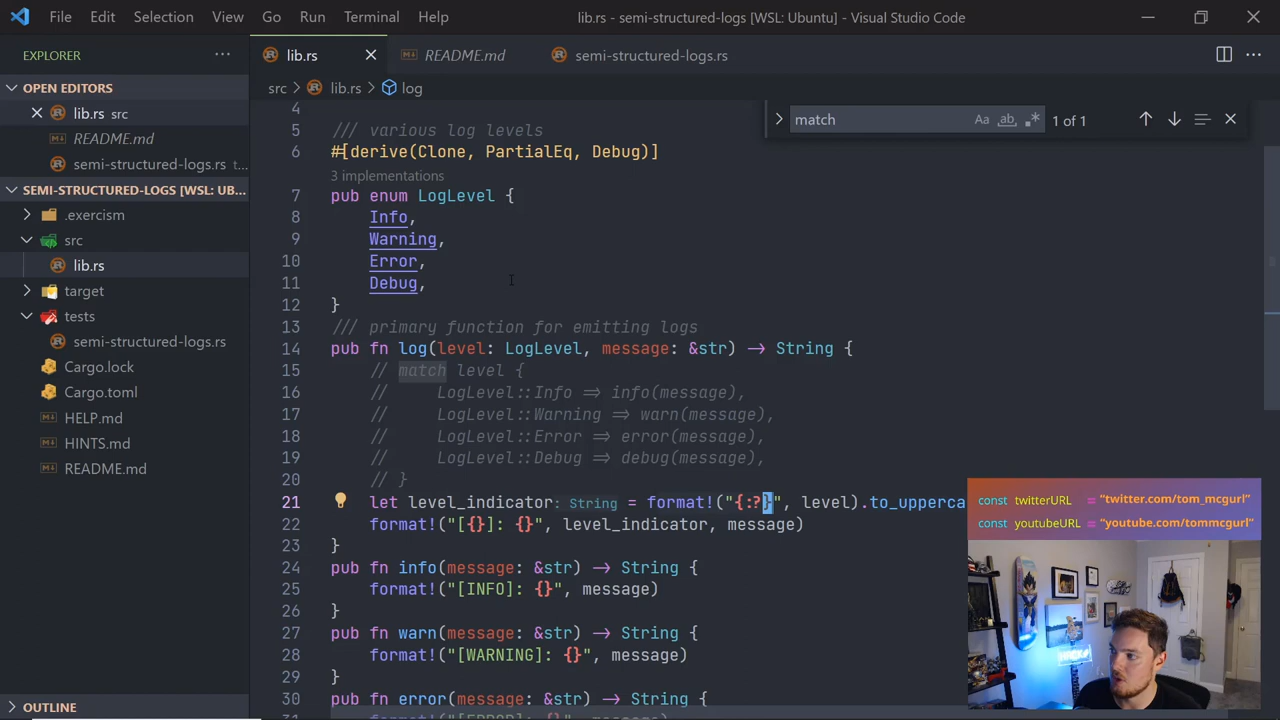 File Edit Selection View Go Run Terminal Help
lib.rs - semi-structured-logs [WSL: Ubuntu] - Visual Studio Code
EXPLORER
lib.rs
README.md
semi-structured-logs.rs
OPEN EDITORS
lib.rs src
README.md
semi-structured-logs.rs t...
SEMI-STRUCTURED-LOGS [WSL: UB...
.exercism
src
lib.rs
target
tests
semi-structured-logs.rs
Cargo.lock
Cargo.toml
HELP.md
HINTS.md
README.md
OUTLINE
src > lib.rs > log
match Aa ab .* 1 of 1
4
5 /// various log levels
6 #[derive(Clone, PartialEq, Debug)]
3 implementations
7 pub enum LogLevel {
8 Info,
9 Warning,
10 Error,
11 Debug,
12 }
13 /// primary function for emitting logs
14 pub fn log(level: LogLevel, message: &str) -> String {
15 // match level {
16 // LogLevel::Info => info(message),
17 // LogLevel::Warning => warn(message),
18 // LogLevel::Error => error(message),
19 // LogLevel::Debug => debug(message),
20 // }
21 let level_indicator: String = format!("{:?}", level).to_upperca
22 format!("[{}]: {}", level_indicator, message)
23 }
24 pub fn info(message: &str) -> String {
25 format!("[INFO]: {}", message)
26 }
27 pub fn warn(message: &str) -> String {
28 format!("[WARNING]: {}", message)
29 }
30 pub fn error(message: &str) -> String {
const twitterURL = "twitter.com/tom_mcgurl"
const youtubeURL = "youtube.com/tommcgurl"